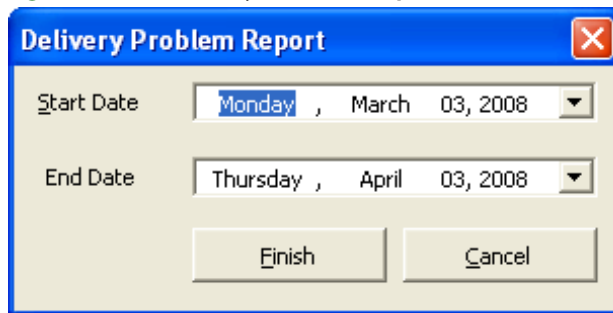 Delivery Problem Report
Start Date Monday , March 03, 2008
End Date Thursday , April 03, 2008
Finish Cancel